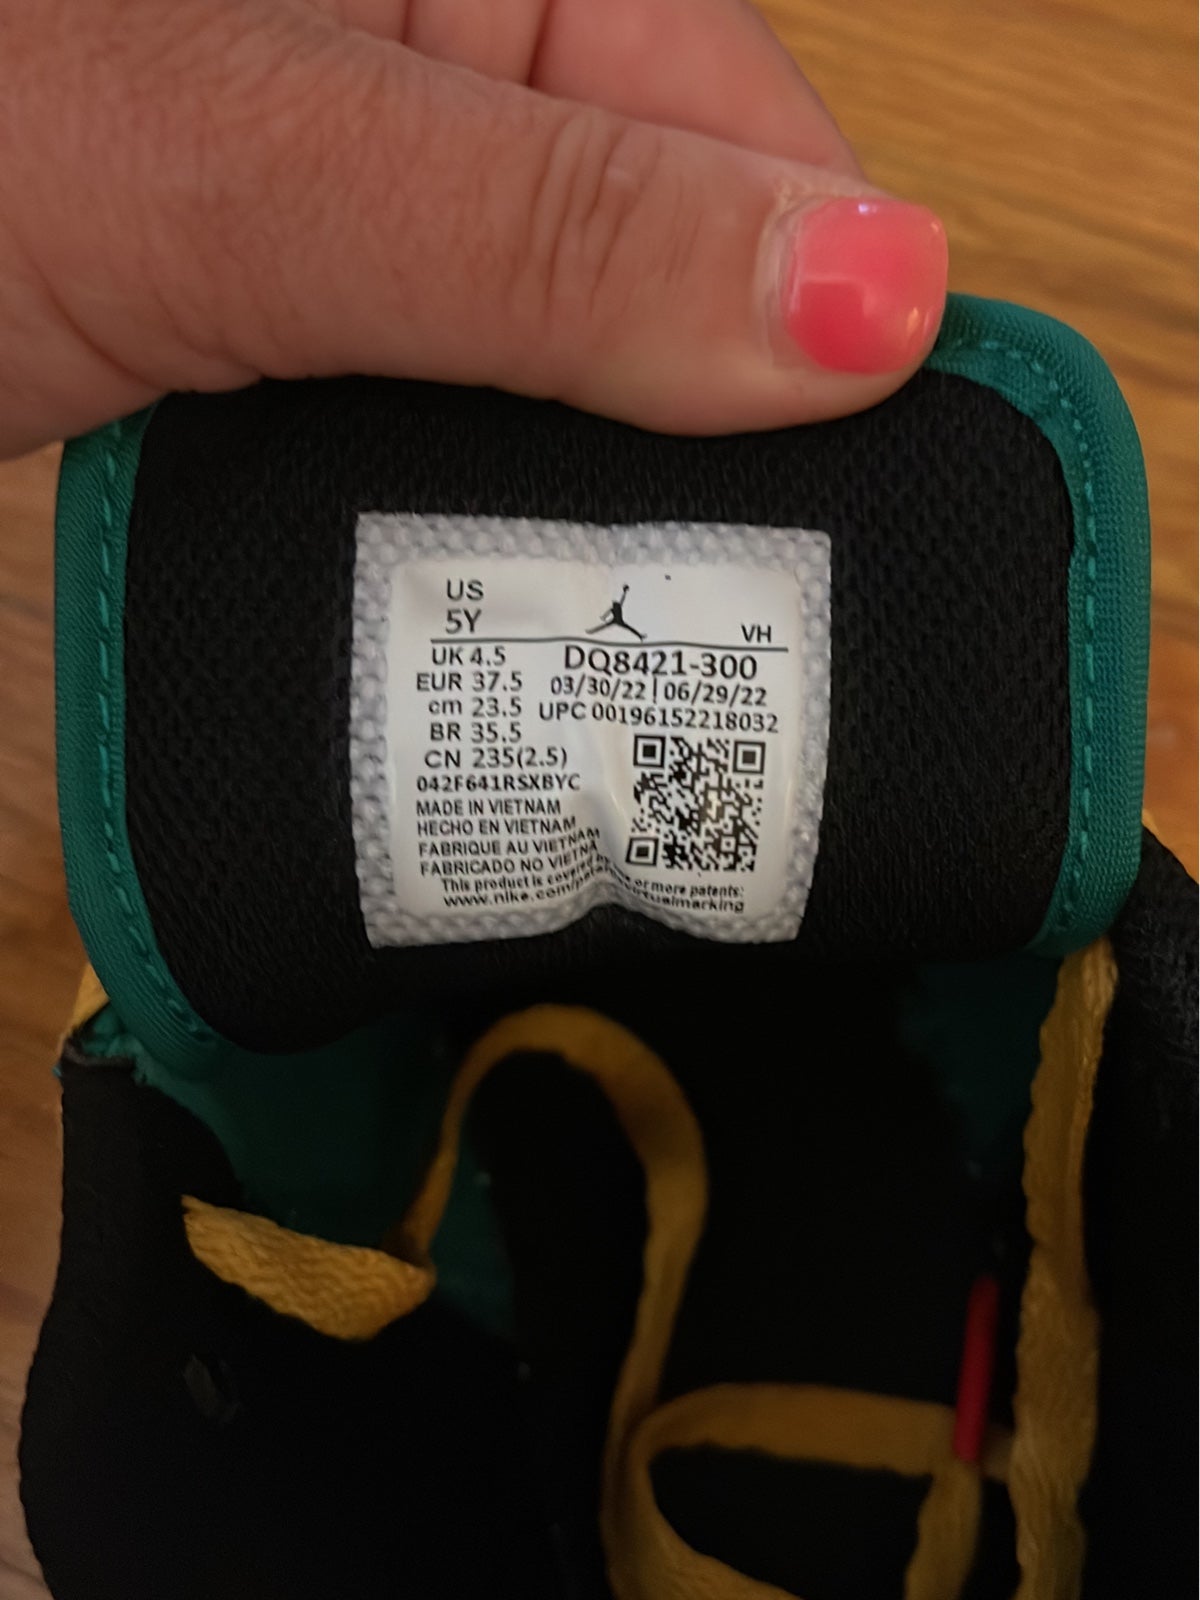 US
5Y
VH
UK 4.5
EUR 37.5
cm 23.5
BR 35.5
CN 235(2.5)
DQ8421-300
03/30/22 | 06/29/22
UPC 00196152218032
042F641RSXBYC
MADE IN VIETNAM
HECHO EN VIETNAM
FABRIQUE AU VIETNAM
FABRICADO NO VIETNA
This product is covered by or more patents:
www.nike.com/